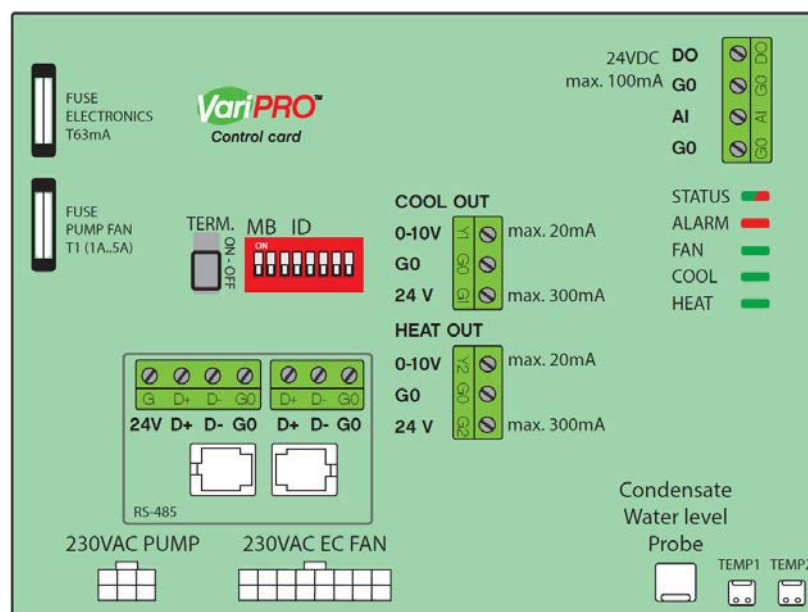 FUSE
ELECTRONICS
T63mA
VariPRO™
Control card
24VDC DO DO
max. 100mA G0 G0
AI AI
G0 G0
FUSE
PUMP FAN
T1 (1A..5A)
TERM. MB ID
ON - OFF
ON
COOL OUT
0-10V Y1 max. 20mA
G0 G0
24 V G1 max. 300mA
HEAT OUT
0-10V Y2 max. 20mA
G0 G0
24 V G2 max. 300mA
STATUS
ALARM
FAN
COOL
HEAT
G D+ D- G0 D+ D- G0
24V D+ D- G0 D+ D- G0
RS-485
230VAC PUMP
230VAC EC FAN
Condensate
Water level
Probe
TEMP1 TEMP2